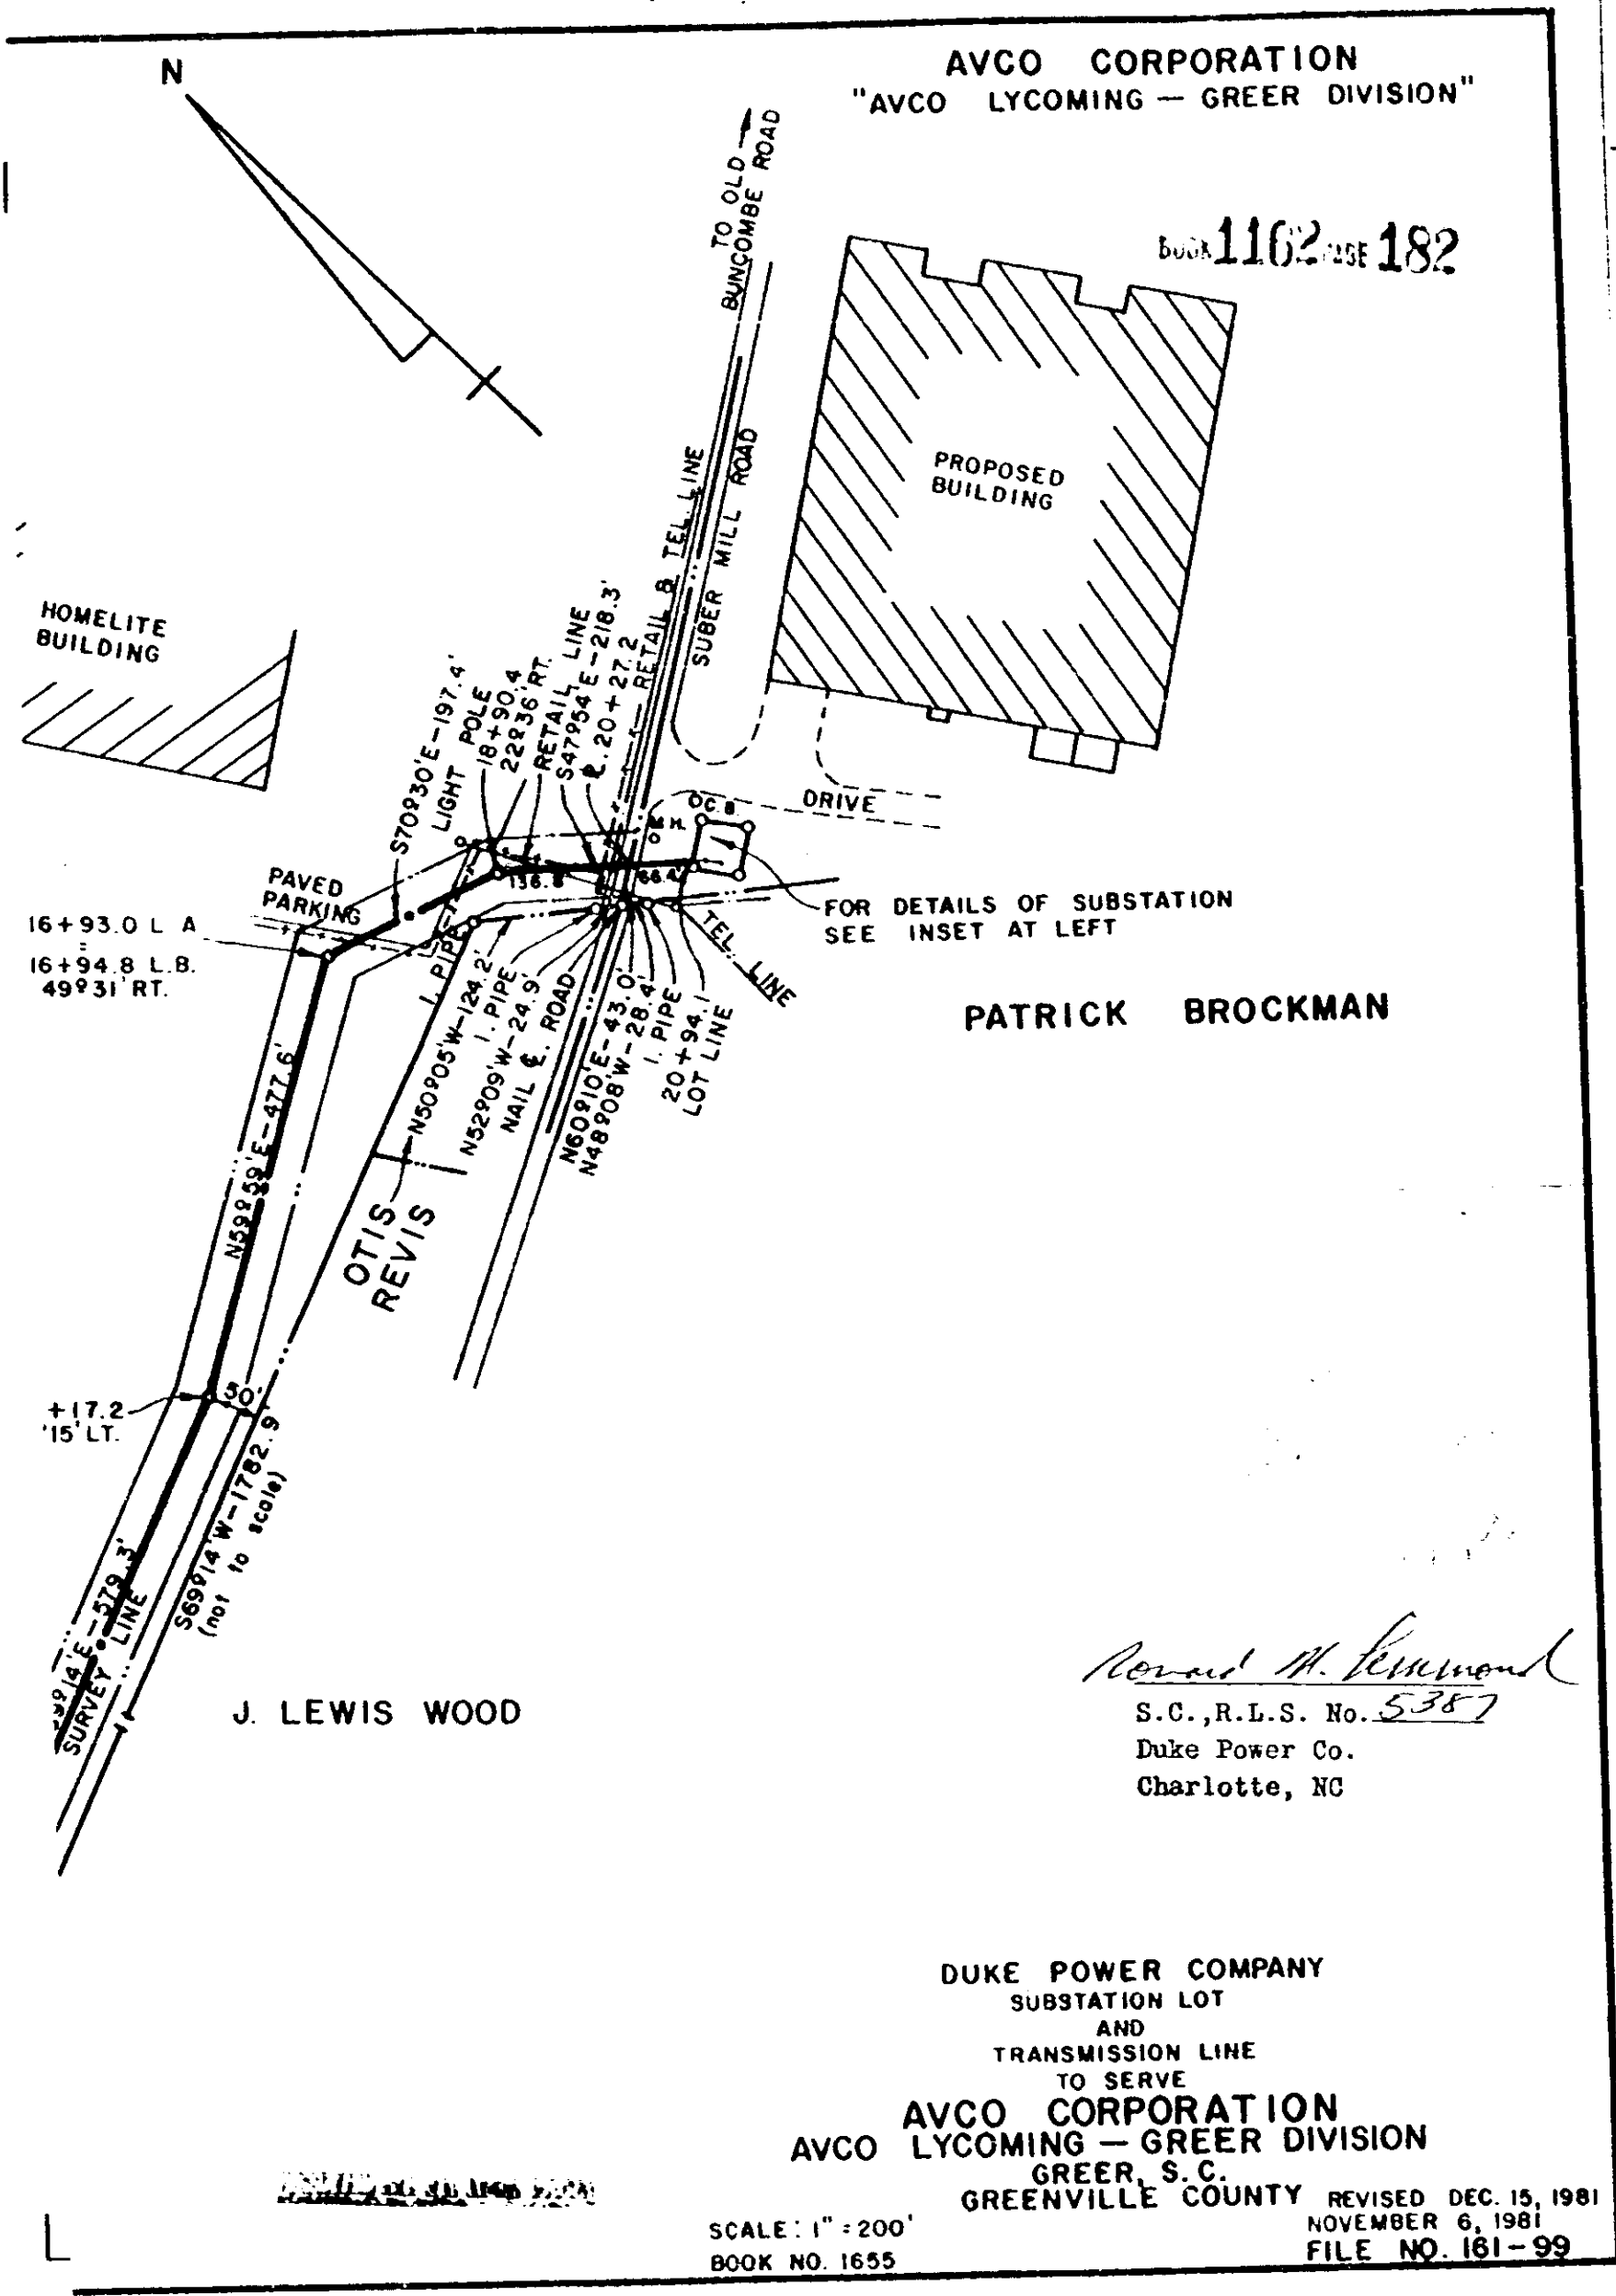 N
AVCO CORPORATION
"AVCO LYCOMING — GREER DIVISION"
BOOK 1162 PAGE 182
TO OLD
BUNCOMBE ROAD
PROPOSED
BUILDING
RETAIL & TEL. LINE
SUBER MILL ROAD
HOMELITE
BUILDING
S70°30'E-197.4'
LIGHT POLE
18+90.4
22°36'RT.
RETAIL LINE
S47°54'E-218.3'
℄.20+27.2
DRIVE
C.B.
M.H.
136.8
66.4'
PAVED
PARKING
16+93.0 L A
=
16+94.8 L.B.
49°31'RT.
FOR DETAILS OF SUBSTATION
SEE INSET AT LEFT
TEL. LINE
PATRICK BROCKMAN
I. PIPE
N50°05'W-124.2'
I. PIPE
N52°09'W-24.9'
NAIL ℄. ROAD
N60°10'E-43.0'
N48°08'W-28.4'
I. PIPE
20+94.1
LOT LINE
N59°59'E-477.6'
OTIS
REVIS
50'
+17.2
'15'LT.
S69°14'W-1782.9'
(not to scale)
9°14'E-579.3'
SURVEY LINE
J. LEWIS WOOD
S.C.,R.L.S. No. 5387
Duke Power Co.
Charlotte, NC
DUKE POWER COMPANY
SUBSTATION LOT
AND
TRANSMISSION LINE
TO SERVE
AVCO CORPORATION
AVCO LYCOMING — GREER DIVISION
GREER, S.C.
GREENVILLE COUNTY
REVISED DEC. 15, 1981
NOVEMBER 6, 1981
FILE NO. 161-99
SCALE: 1" = 200'
BOOK NO. 1655